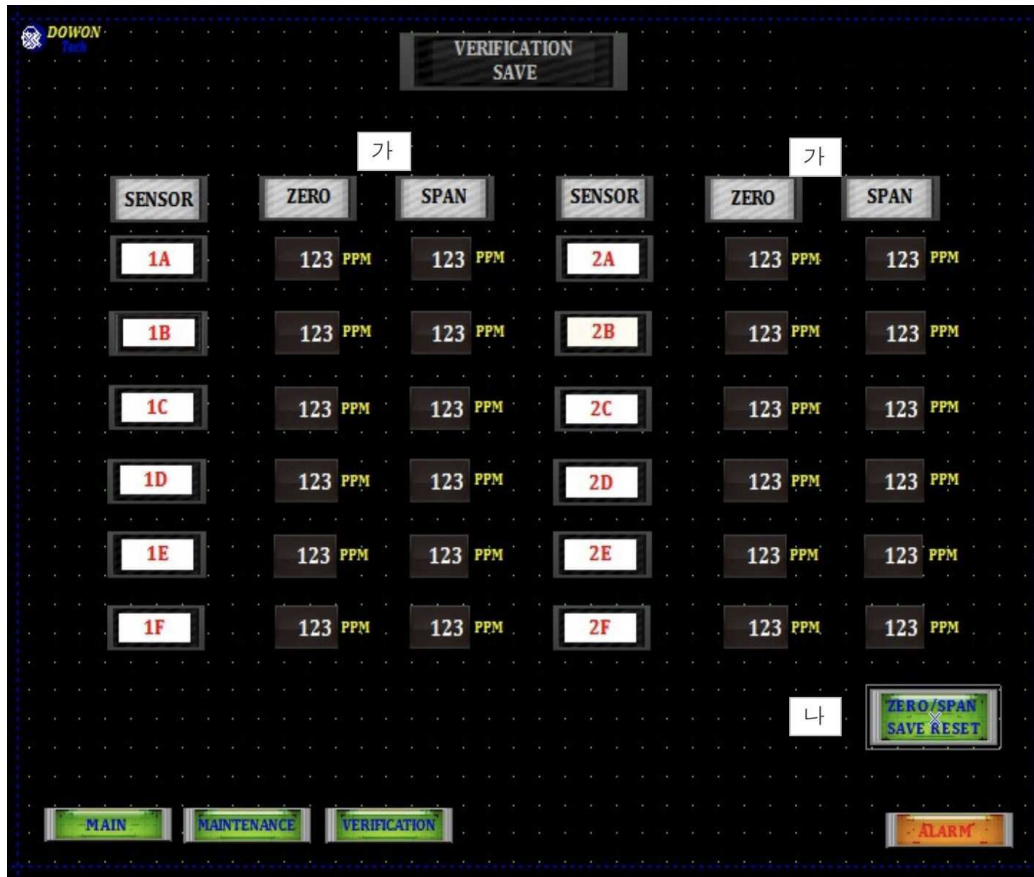 DOWON
Tech
VERIFICATION
SAVE
가
가
SENSOR ZERO SPAN SENSOR ZERO SPAN
1A 123 PPM 123 PPM 2A 123 PPM 123 PPM
1B 123 PPM 123 PPM 2B 123 PPM 123 PPM
1C 123 PPM 123 PPM 2C 123 PPM 123 PPM
1D 123 PPM 123 PPM 2D 123 PPM 123 PPM
1E 123 PPM 123 PPM 2E 123 PPM 123 PPM
1F 123 PPM 123 PPM 2F 123 PPM 123 PPM
나
ZERO/SPAN
SAVE RESET
MAIN MAINTENANCE VERIFICATION ALARM